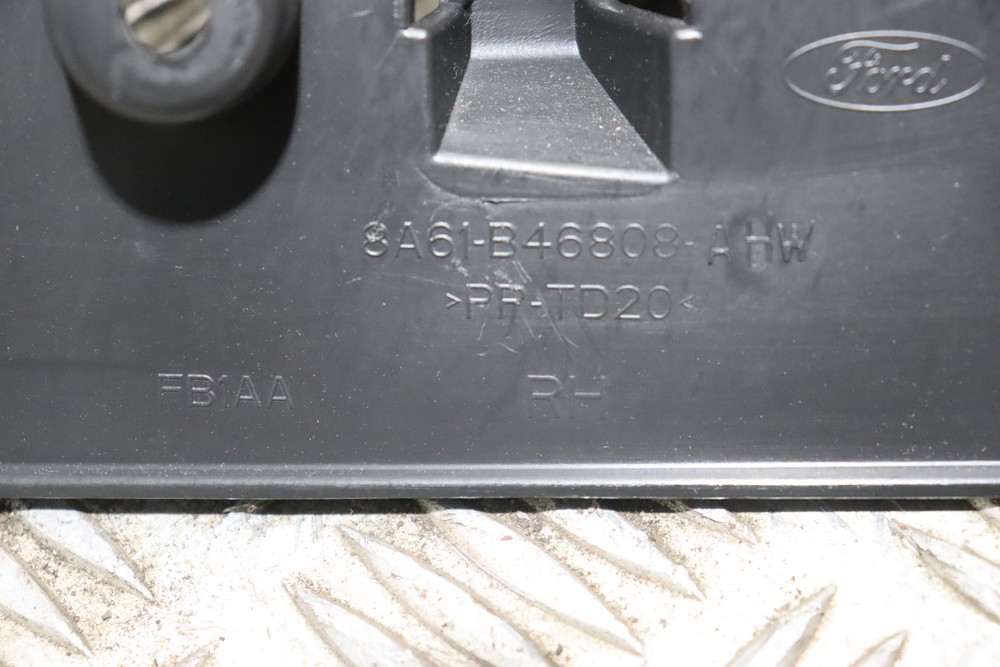 Ford
8A61-B46808-AHW
>PP-TD20<
FB1AA
RH